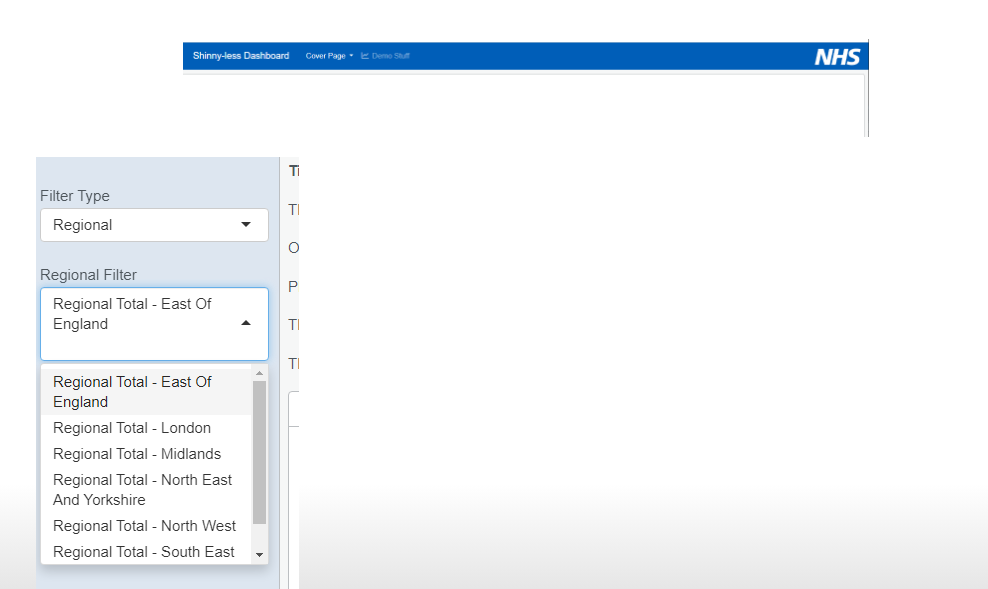 Shinny-less Dashboard Cover Page Demo Stuff NHS
Filter Type
Regional
Regional Filter
Regional Total - East Of
England
Regional Total - East Of
England
Regional Total - London
Regional Total - Midlands
Regional Total - North East
And Yorkshire
Regional Total - North West
Regional Total - South East